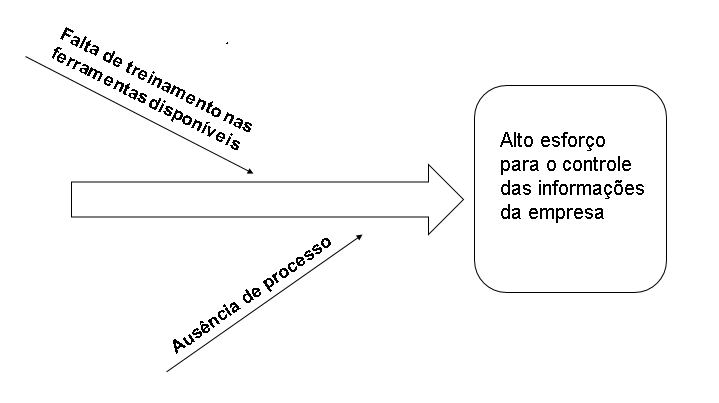 Falta de treinamento nas
ferramentas disponíveis
Alto esforço
para o controle
das informações
da empresa
Ausência de processo